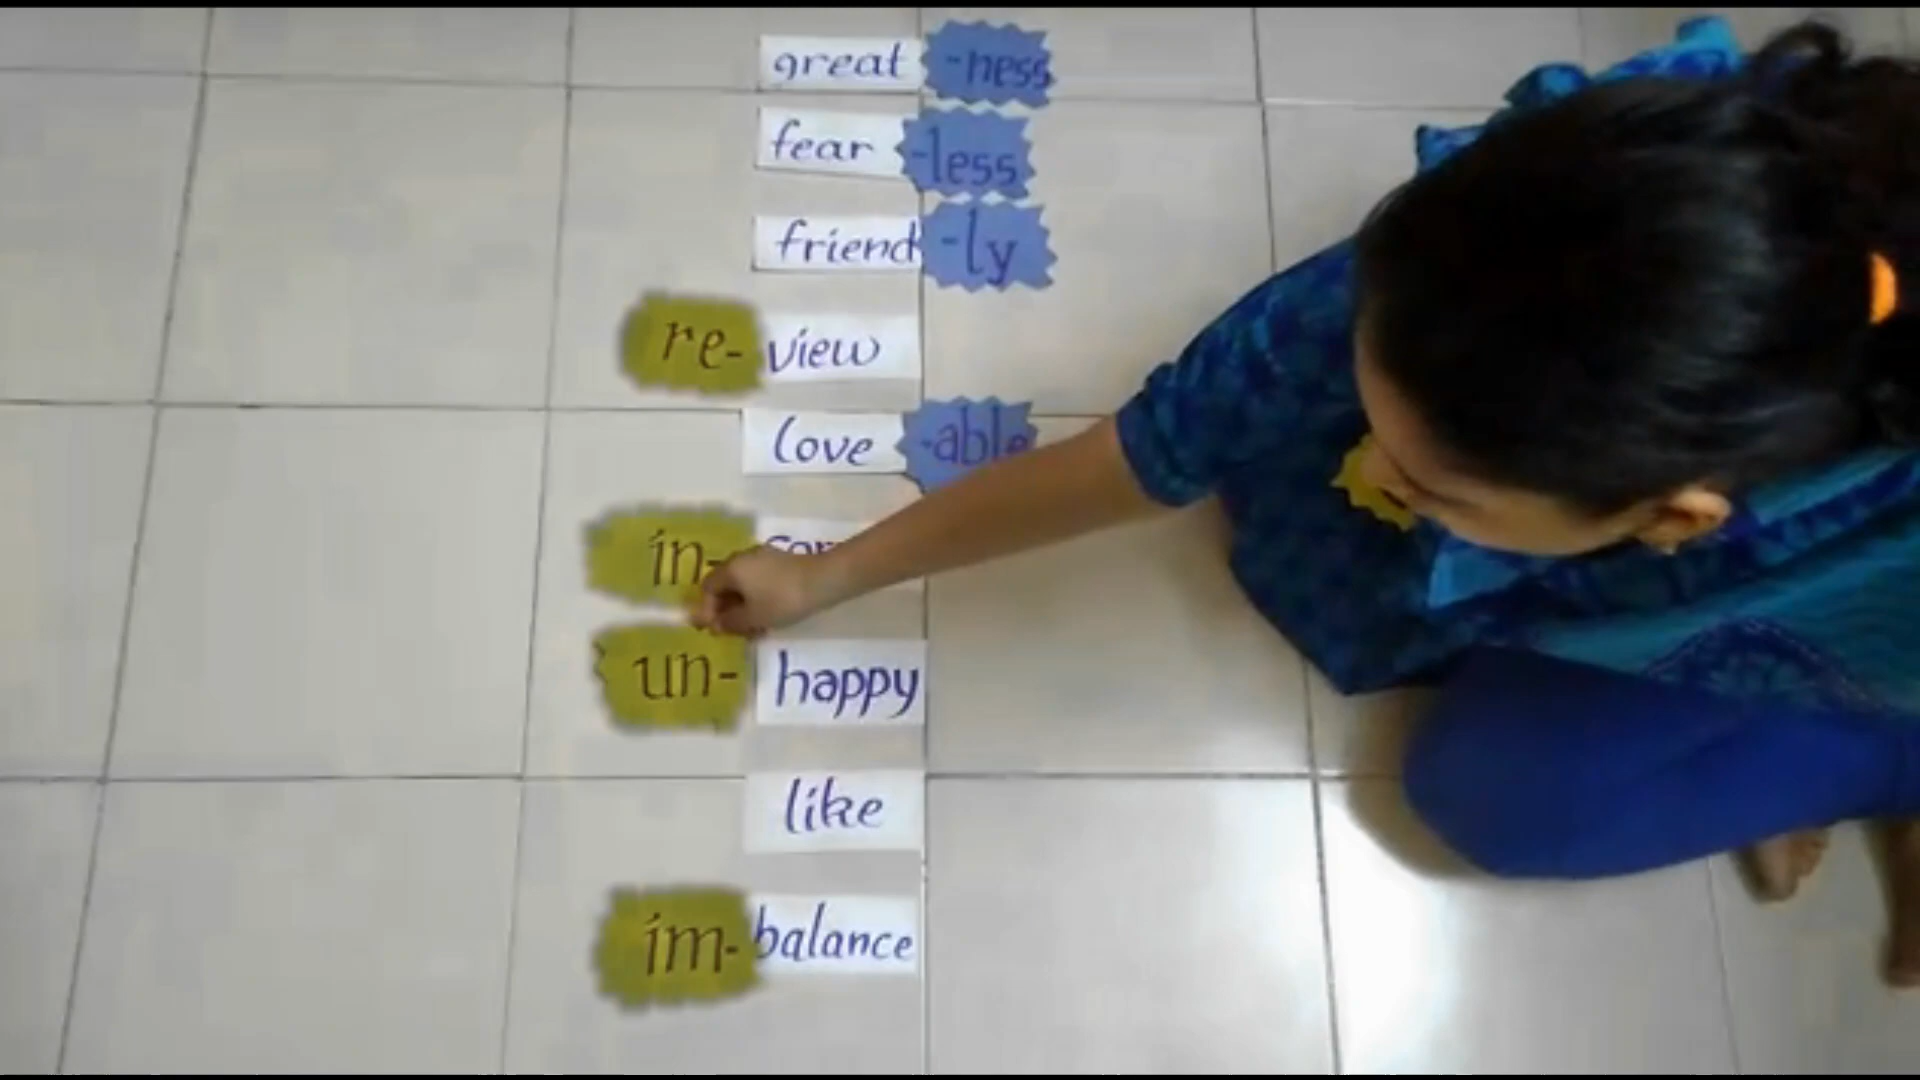 great -ness
fear -less
friend -ly
re- view
love -able
in-
un- happy
like
im- balance